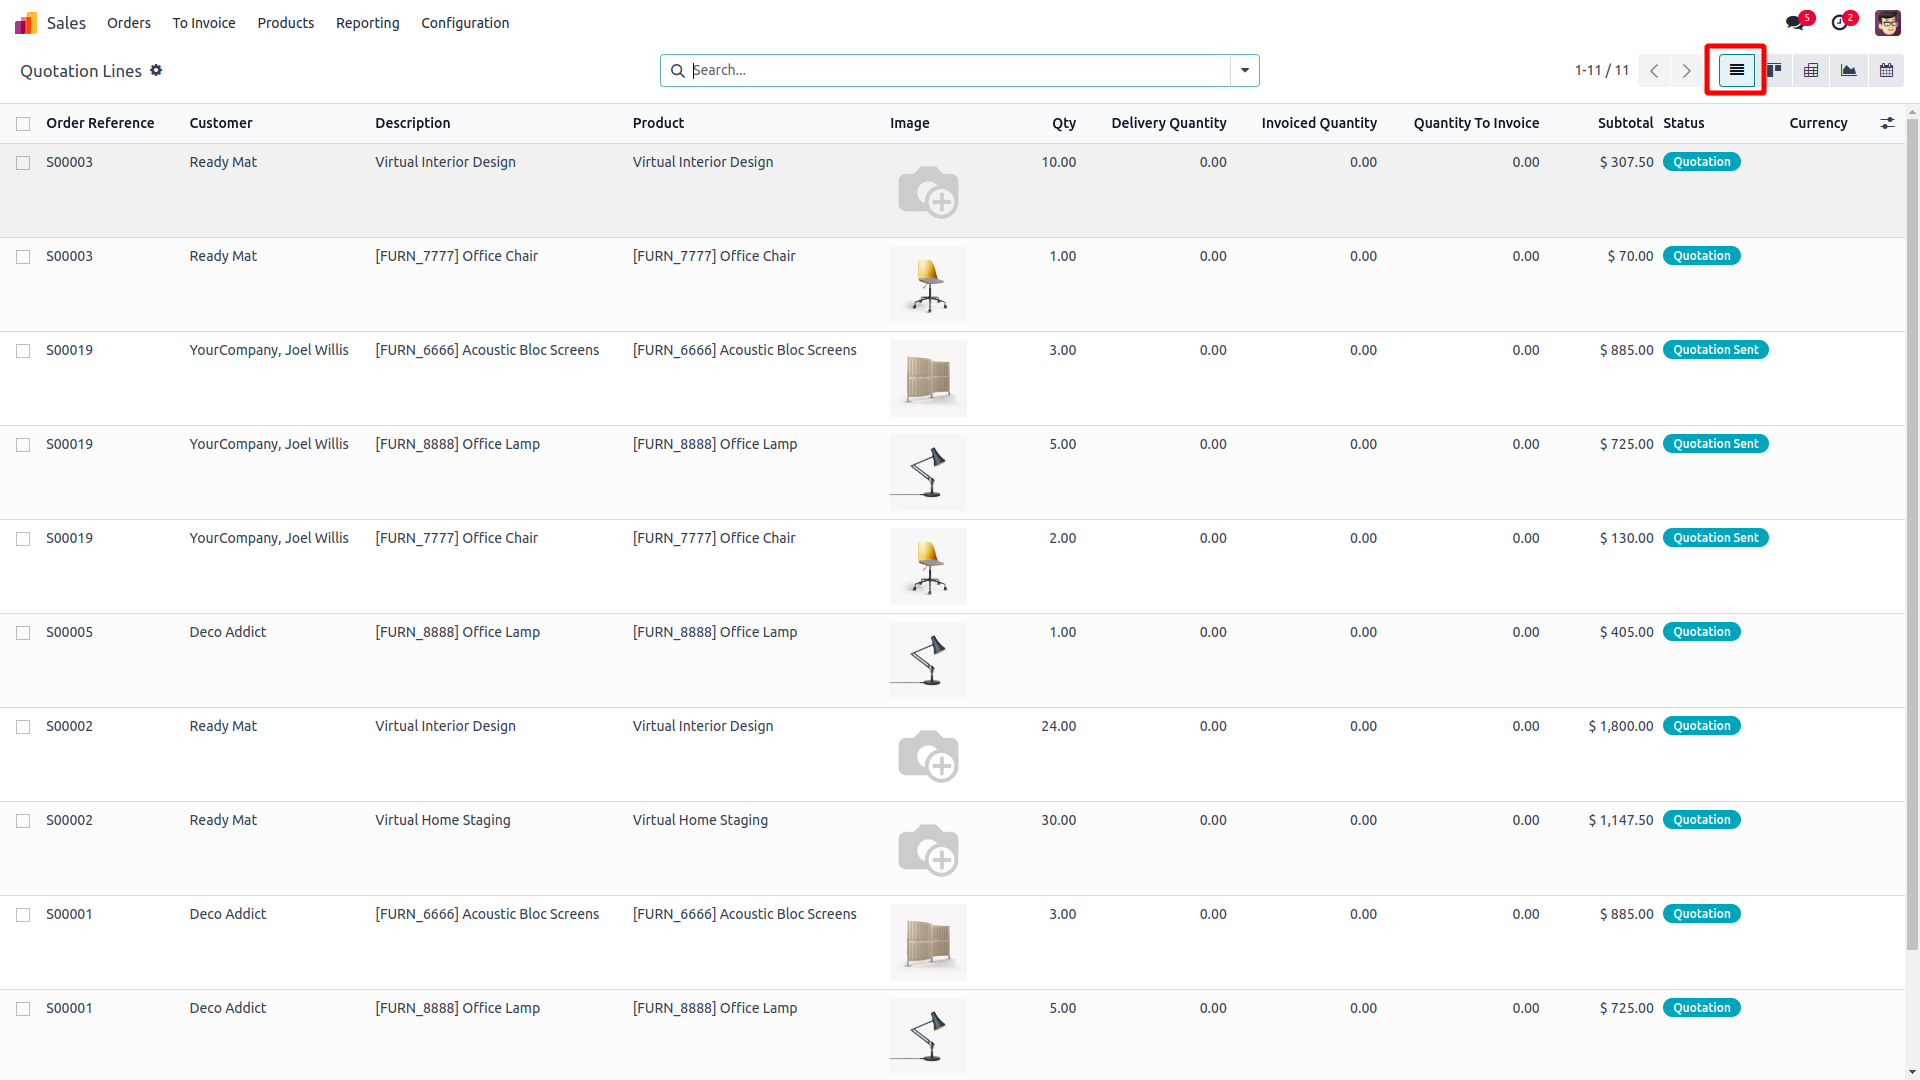 Sales Orders To Invoice Products Reporting Configuration 5 2
Quotation Lines Search... 1-11 / 11
Order Reference Customer Description Product Image Qty Delivery Quantity Invoiced Quantity Quantity To Invoice Subtotal Status Currency
S00003 Ready Mat Virtual Interior Design Virtual Interior Design 10.00 0.00 0.00 0.00 $ 307.50 Quotation
S00003 Ready Mat [FURN_7777] Office Chair [FURN_7777] Office Chair 1.00 0.00 0.00 0.00 $ 70.00 Quotation
S00019 YourCompany, Joel Willis [FURN_6666] Acoustic Bloc Screens [FURN_6666] Acoustic Bloc Screens 3.00 0.00 0.00 0.00 $ 885.00 Quotation Sent
S00019 YourCompany, Joel Willis [FURN_8888] Office Lamp [FURN_8888] Office Lamp 5.00 0.00 0.00 0.00 $ 725.00 Quotation Sent
S00019 YourCompany, Joel Willis [FURN_7777] Office Chair [FURN_7777] Office Chair 2.00 0.00 0.00 0.00 $ 130.00 Quotation Sent
S00005 Deco Addict [FURN_8888] Office Lamp [FURN_8888] Office Lamp 1.00 0.00 0.00 0.00 $ 405.00 Quotation
S00002 Ready Mat Virtual Interior Design Virtual Interior Design 24.00 0.00 0.00 0.00 $ 1,800.00 Quotation
S00002 Ready Mat Virtual Home Staging Virtual Home Staging 30.00 0.00 0.00 0.00 $ 1,147.50 Quotation
S00001 Deco Addict [FURN_6666] Acoustic Bloc Screens [FURN_6666] Acoustic Bloc Screens 3.00 0.00 0.00 0.00 $ 885.00 Quotation
S00001 Deco Addict [FURN_8888] Office Lamp [FURN_8888] Office Lamp 5.00 0.00 0.00 0.00 $ 725.00 Quotation